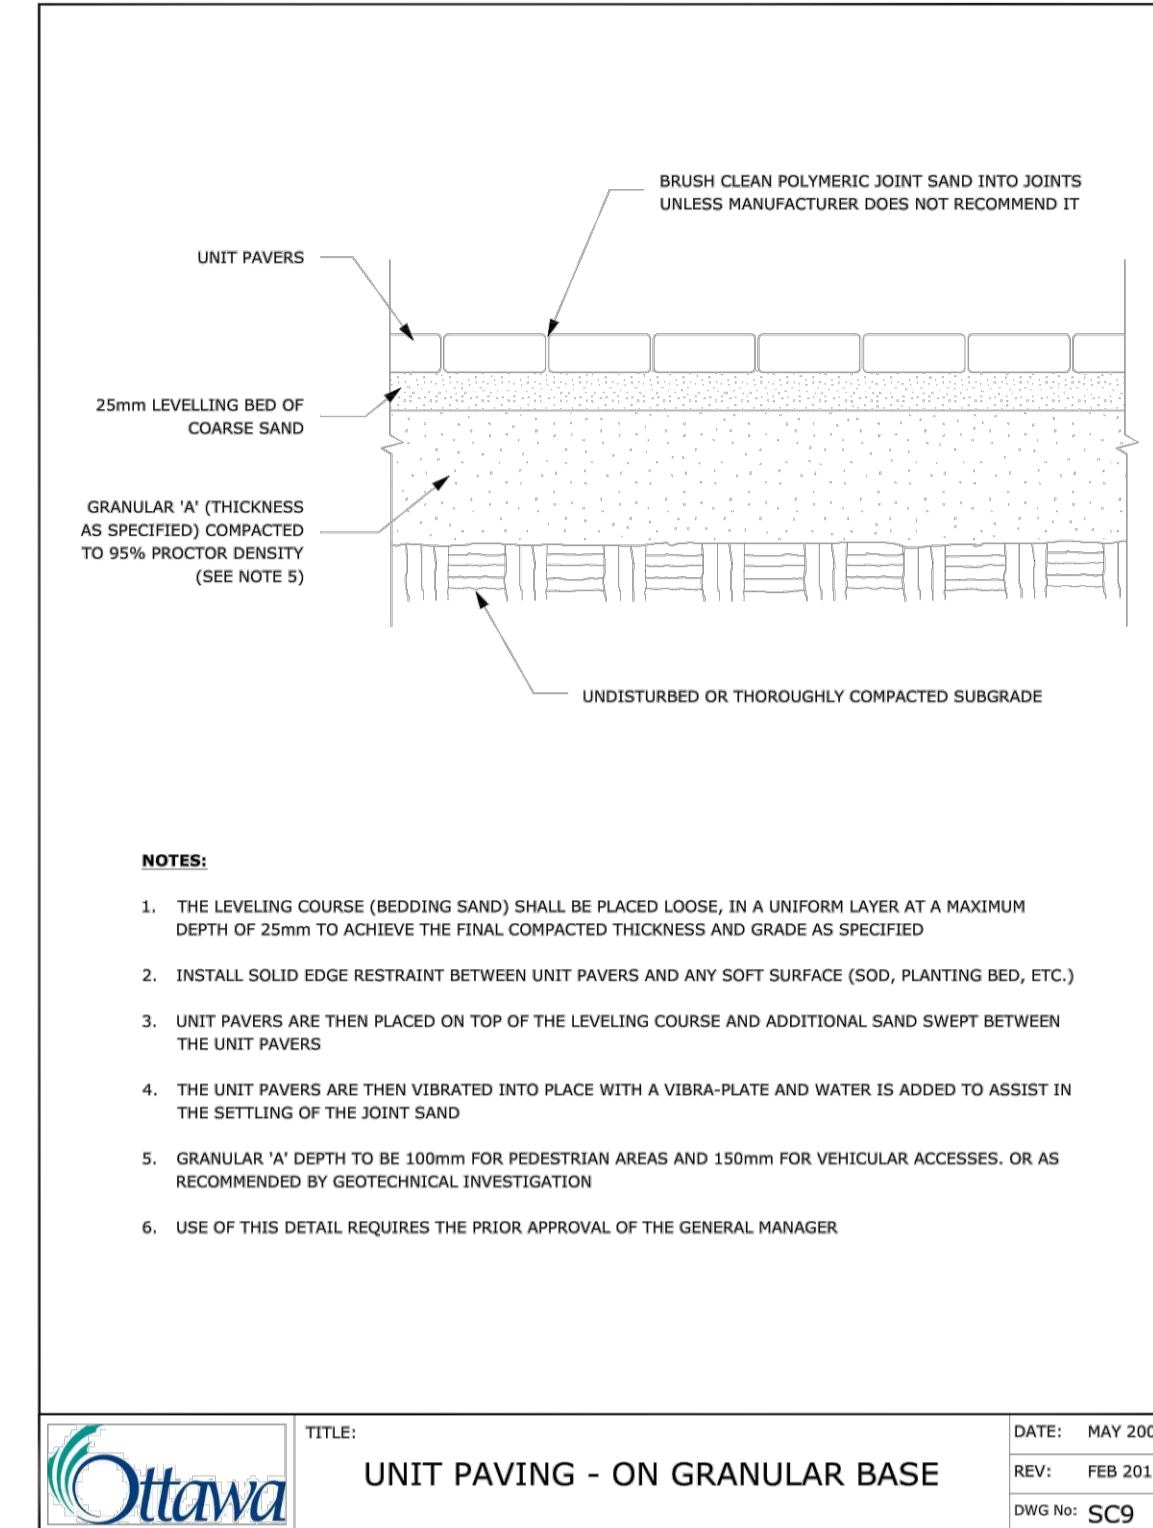 BRUSH CLEAN POLYMERIC JOINT SAND INTO JOINTS
UNLESS MANUFACTURER DOES NOT RECOMMEND IT
UNIT PAVERS
25mm LEVELLING BED OF
COARSE SAND
GRANULAR 'A' (THICKNESS
AS SPECIFIED) COMPACTED
TO 95% PROCTOR DENSITY
(SEE NOTE 5)
UNDISTURBED OR THOROUGHLY COMPACTED SUBGRADE
NOTES:
1. THE LEVELING COURSE (BEDDING SAND) SHALL BE PLACED LOOSE, IN A UNIFORM LAYER AT A MAXIMUM
DEPTH OF 25mm TO ACHIEVE THE FINAL COMPACTED THICKNESS AND GRADE AS SPECIFIED
2. INSTALL SOLID EDGE RESTRAINT BETWEEN UNIT PAVERS AND ANY SOFT SURFACE (SOD, PLANTING BED, ETC.)
3. UNIT PAVERS ARE THEN PLACED ON TOP OF THE LEVELING COURSE AND ADDITIONAL SAND SWEPT BETWEEN
THE UNIT PAVERS
4. THE UNIT PAVERS ARE THEN VIBRATED INTO PLACE WITH A VIBRA-PLATE AND WATER IS ADDED TO ASSIST IN
THE SETTLING OF THE JOINT SAND
5. GRANULAR 'A' DEPTH TO BE 100mm FOR PEDESTRIAN AREAS AND 150mm FOR VEHICULAR ACCESSES. OR AS
RECOMMENDED BY GEOTECHNICAL INVESTIGATION
6. USE OF THIS DETAIL REQUIRES THE PRIOR APPROVAL OF THE GENERAL MANAGER
Ottawa
TITLE:
UNIT PAVING - ON GRANULAR BASE
DATE: MAY
REV: FEB
DWG No: SC9